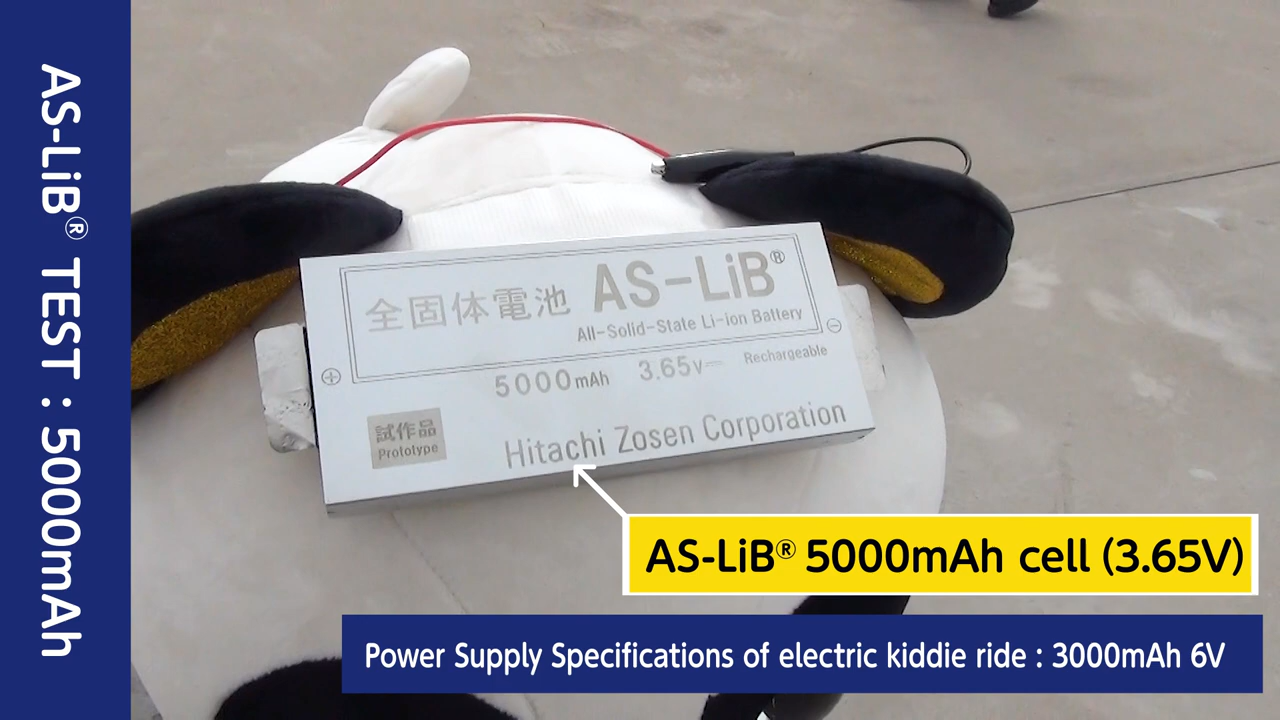 AS-LiB® TEST : 5000mAh
全固体電池 AS-LiB®
All-Solid-State Li-ion Battery
⊕ ⊖
5000mAh 3.65V⎓ Rechargeable
試作品
Prototype
Hitachi Zosen Corporation
AS-LiB® 5000mAh cell (3.65V)
Power Supply Specifications of electric kiddie ride : 3000mAh 6V